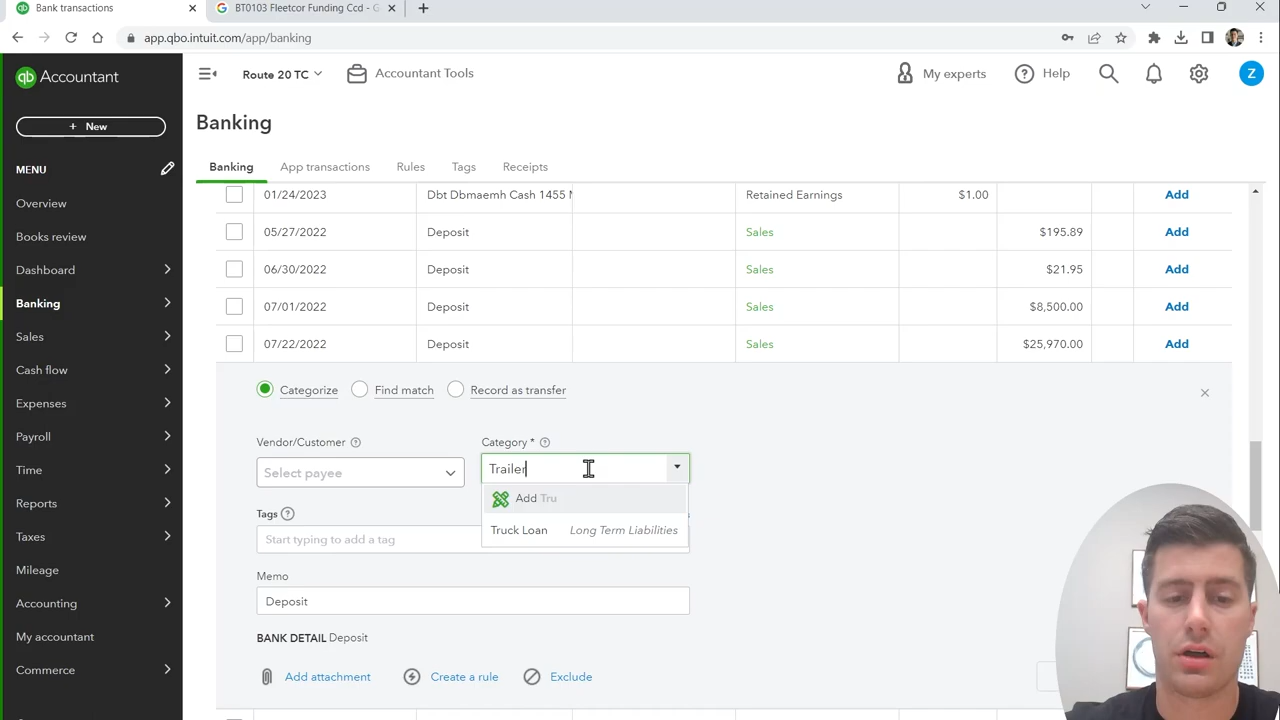 Bank transactions
BT0103 Fleetcor Funding Ccd - G
app.qbo.intuit.com/app/banking
qb Accountant
Route 20 TC
Accountant Tools
My experts
Help
Z
+ New
Banking
MENU
Banking
App transactions
Rules
Tags
Receipts
Overview
Books review
Dashboard
Banking
Sales
Cash flow
Expenses
Payroll
Time
Reports
Taxes
Mileage
Accounting
My accountant
Commerce
01/24/2023 Dbt Dbmaemh Cash 1455 Retained Earnings $1.00 Add
05/27/2022 Deposit Sales $195.89 Add
06/30/2022 Deposit Sales $21.95 Add
07/01/2022 Deposit Sales $8,500.00 Add
07/22/2022 Deposit Sales $25,970.00 Add
Categorize Find match Record as transfer
Vendor/Customer
Category *
Select payee
Trailer
Add Tru
Truck Loan Long Term Liabilities
Tags
Start typing to add a tag
Memo
Deposit
BANK DETAIL Deposit
Add attachment
Create a rule
Exclude